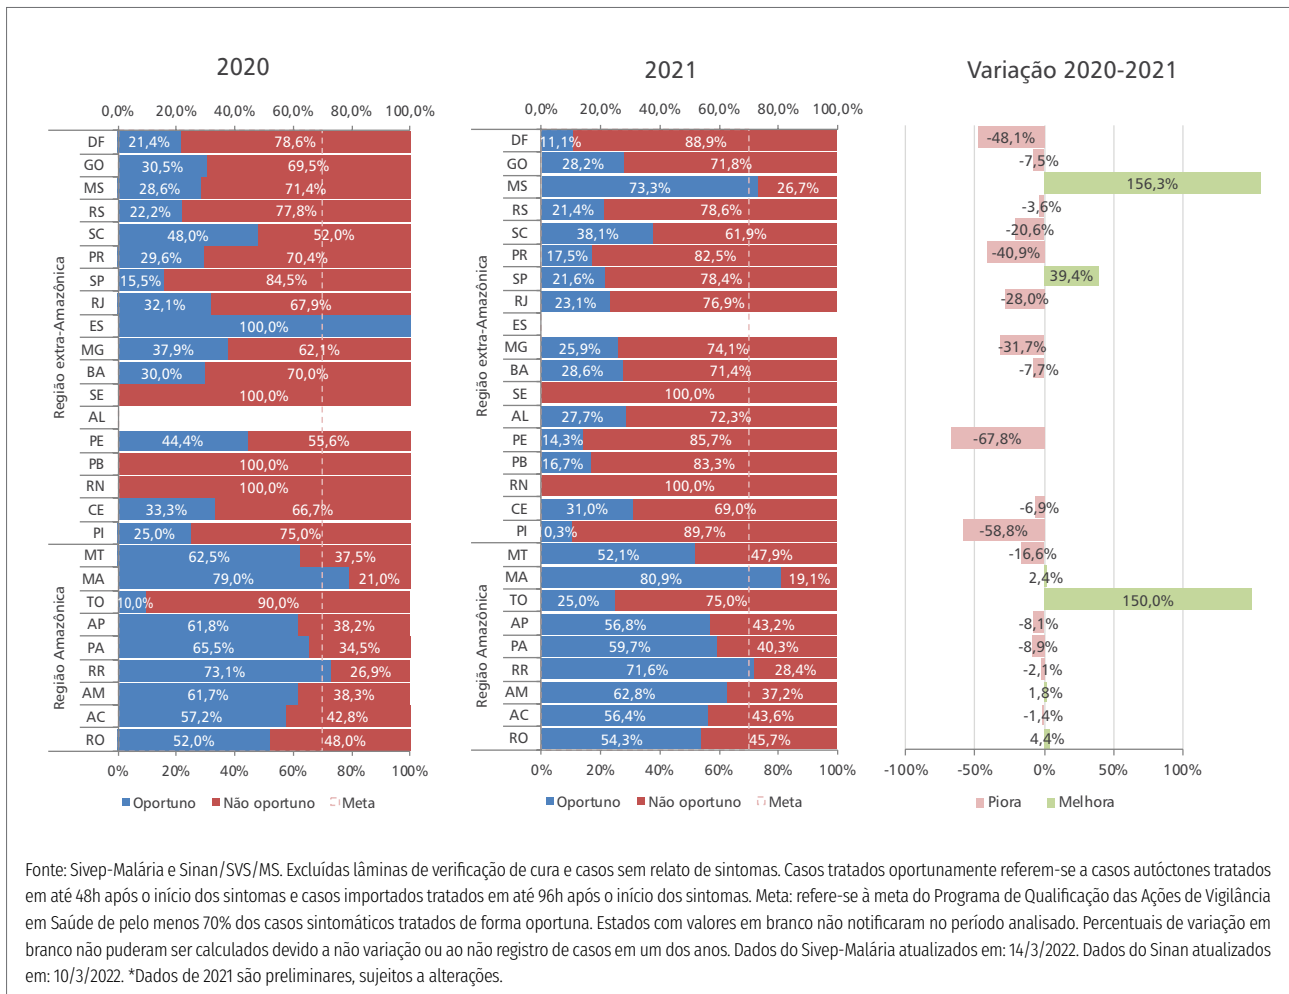 2020
2021
Variação 2020-2021
0,0% 20,0% 40,0% 60,0% 80,0% 100,0%
0,0% 20,0% 40,0% 60,0% 80,0% 100,0%
Região extra-Amazônica
DF 21,4% 78,6%
GO 30,5% 69,5%
MS 28,6% 71,4%
RS 22,2% 77,8%
SC 48,0% 52,0%
PR 29,6% 70,4%
SP 15,5% 84,5%
RJ 32,1% 67,9%
ES 100,0%
MG 37,9% 62,1%
BA 30,0% 70,0%
SE 100,0%
AL
PE 44,4% 55,6%
PB 100,0%
RN 100,0%
CE 33,3% 66,7%
PI 25,0% 75,0%
Região Amazônica
MT 62,5% 37,5%
MA 79,0% 21,0%
TO 10,0% 90,0%
AP 61,8% 38,2%
PA 65,5% 34,5%
RR 73,1% 26,9%
AM 61,7% 38,3%
AC 57,2% 42,8%
RO 52,0% 48,0%
0% 20% 40% 60% 80% 100%
Oportuno Não oportuno Meta
Região extra-Amazônica
DF 11,1% 88,9%
GO 28,2% 71,8%
MS 73,3% 26,7%
RS 21,4% 78,6%
SC 38,1% 61,9%
PR 17,5% 82,5%
SP 21,6% 78,4%
RJ 23,1% 76,9%
ES
MG 25,9% 74,1%
BA 28,6% 71,4%
SE 100,0%
AL 27,7% 72,3%
PE 14,3% 85,7%
PB 16,7% 83,3%
RN 100,0%
CE 31,0% 69,0%
PI 10,3% 89,7%
Região Amazônica
MT 52,1% 47,9%
MA 80,9% 19,1%
TO 25,0% 75,0%
AP 56,8% 43,2%
PA 59,7% 40,3%
RR 71,6% 28,4%
AM 62,8% 37,2%
AC 56,4% 43,6%
RO 54,3% 45,7%
0% 20% 40% 60% 80% 100%
Oportuno Não oportuno Meta
-48,1%
-7,5%
156,3%
-3,6%
-20,6%
-40,9%
39,4%
-28,0%
-31,7%
-7,7%
-67,8%
-6,9%
-58,8%
-16,6%
2,4%
150,0%
-8,1%
-8,9%
-2,1%
1,8%
-1,4%
4,4%
-100% -50% 0% 50% 100%
Piora Melhora
Fonte: Sivep-Malária e Sinan/SVS/MS. Excluídas lâminas de verificação de cura e casos sem relato de sintomas. Casos tratados oportunamente referem-se a casos autóctones tratados
em até 48h após o início dos sintomas e casos importados tratados em até 96h após o início dos sintomas. Meta: refere-se à meta do Programa de Qualificação das Ações de Vigilância
em Saúde de pelo menos 70% dos casos sintomáticos tratados de forma oportuna. Estados com valores em branco não notificaram no período analisado. Percentuais de variação em
branco não puderam ser calculados devido a não variação ou ao não registro de casos em um dos anos. Dados do Sivep-Malária atualizados em: 14/3/2022. Dados do Sinan atualizados
em: 10/3/2022. *Dados de 2021 são preliminares, sujeitos a alterações.